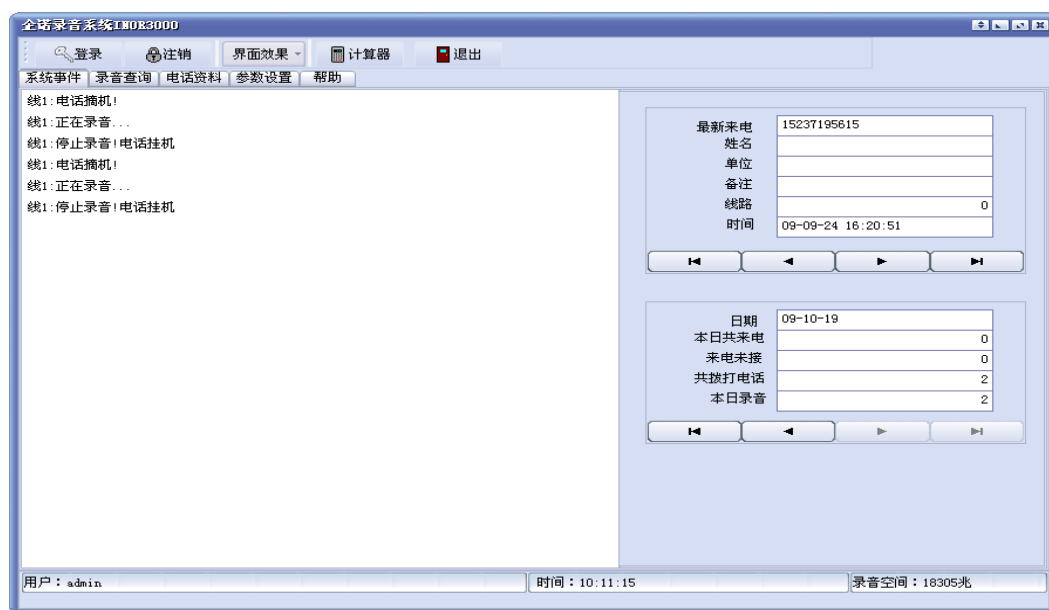 企诺录音系统INOR3000
登录 注销 界面效果 计算器 退出
系统事件 录音查询 电话资料 参数设置 帮助
线1:电话摘机!
线1:正在录音...
线1:停止录音!电话挂机
线1:电话摘机!
线1:正在录音...
线1:停止录音!电话挂机
最新来电 15237195615
姓名
单位
备注
线路 0
时间 09-09-24 16:20:51
日期 09-10-19
本日共来电 0
来电未接 0
共拨打电话 2
本日录音 2
用户：admin 时间：10:11:15 录音空间：18305兆